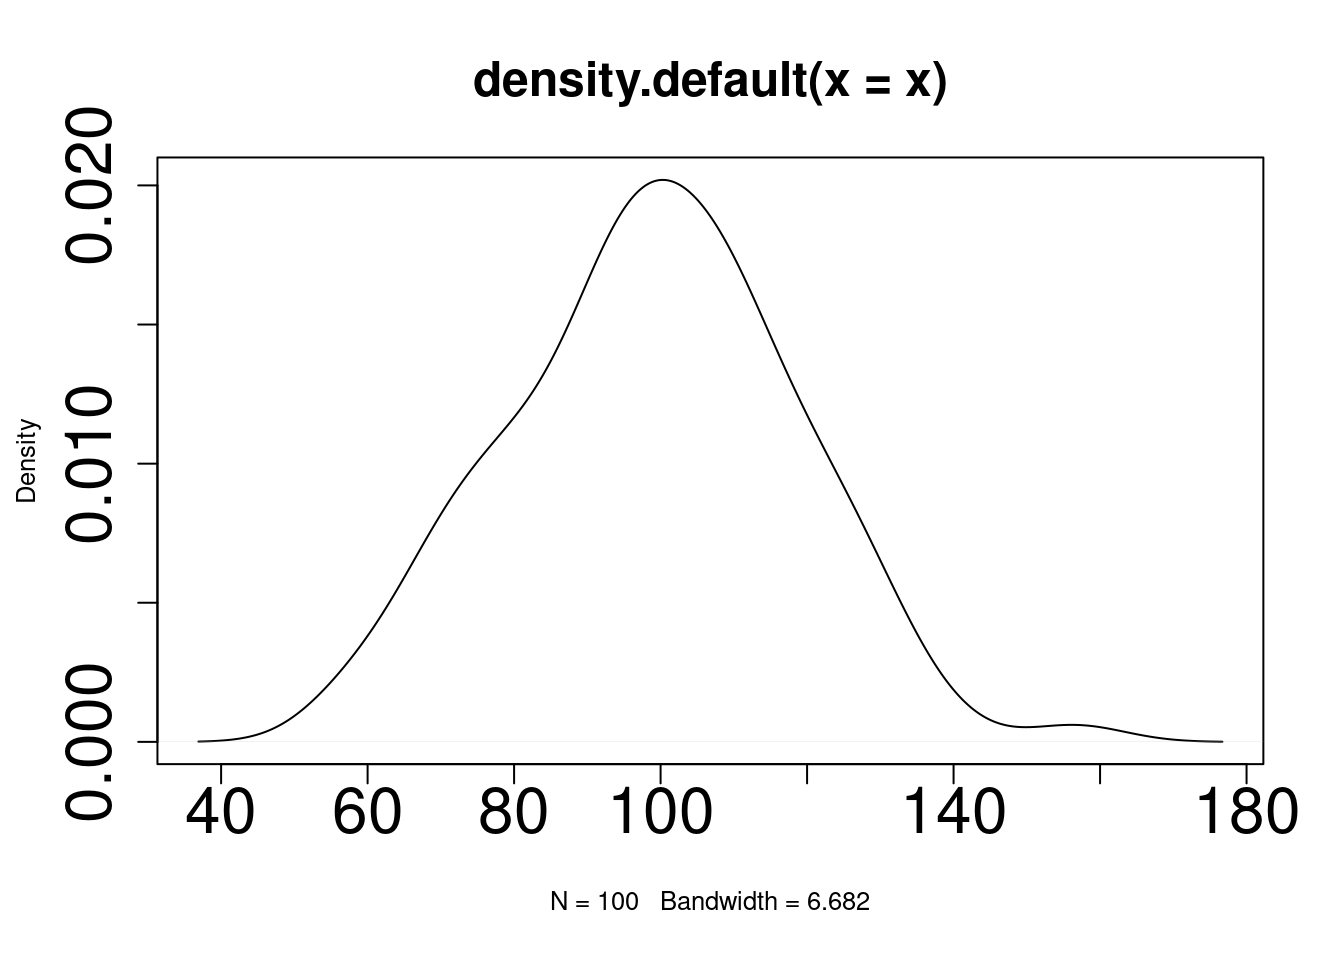 density.default(x = x)
0.020
0.010
0.000
Density
40 60 80 100 140 180
N = 100 Bandwidth = 6.682